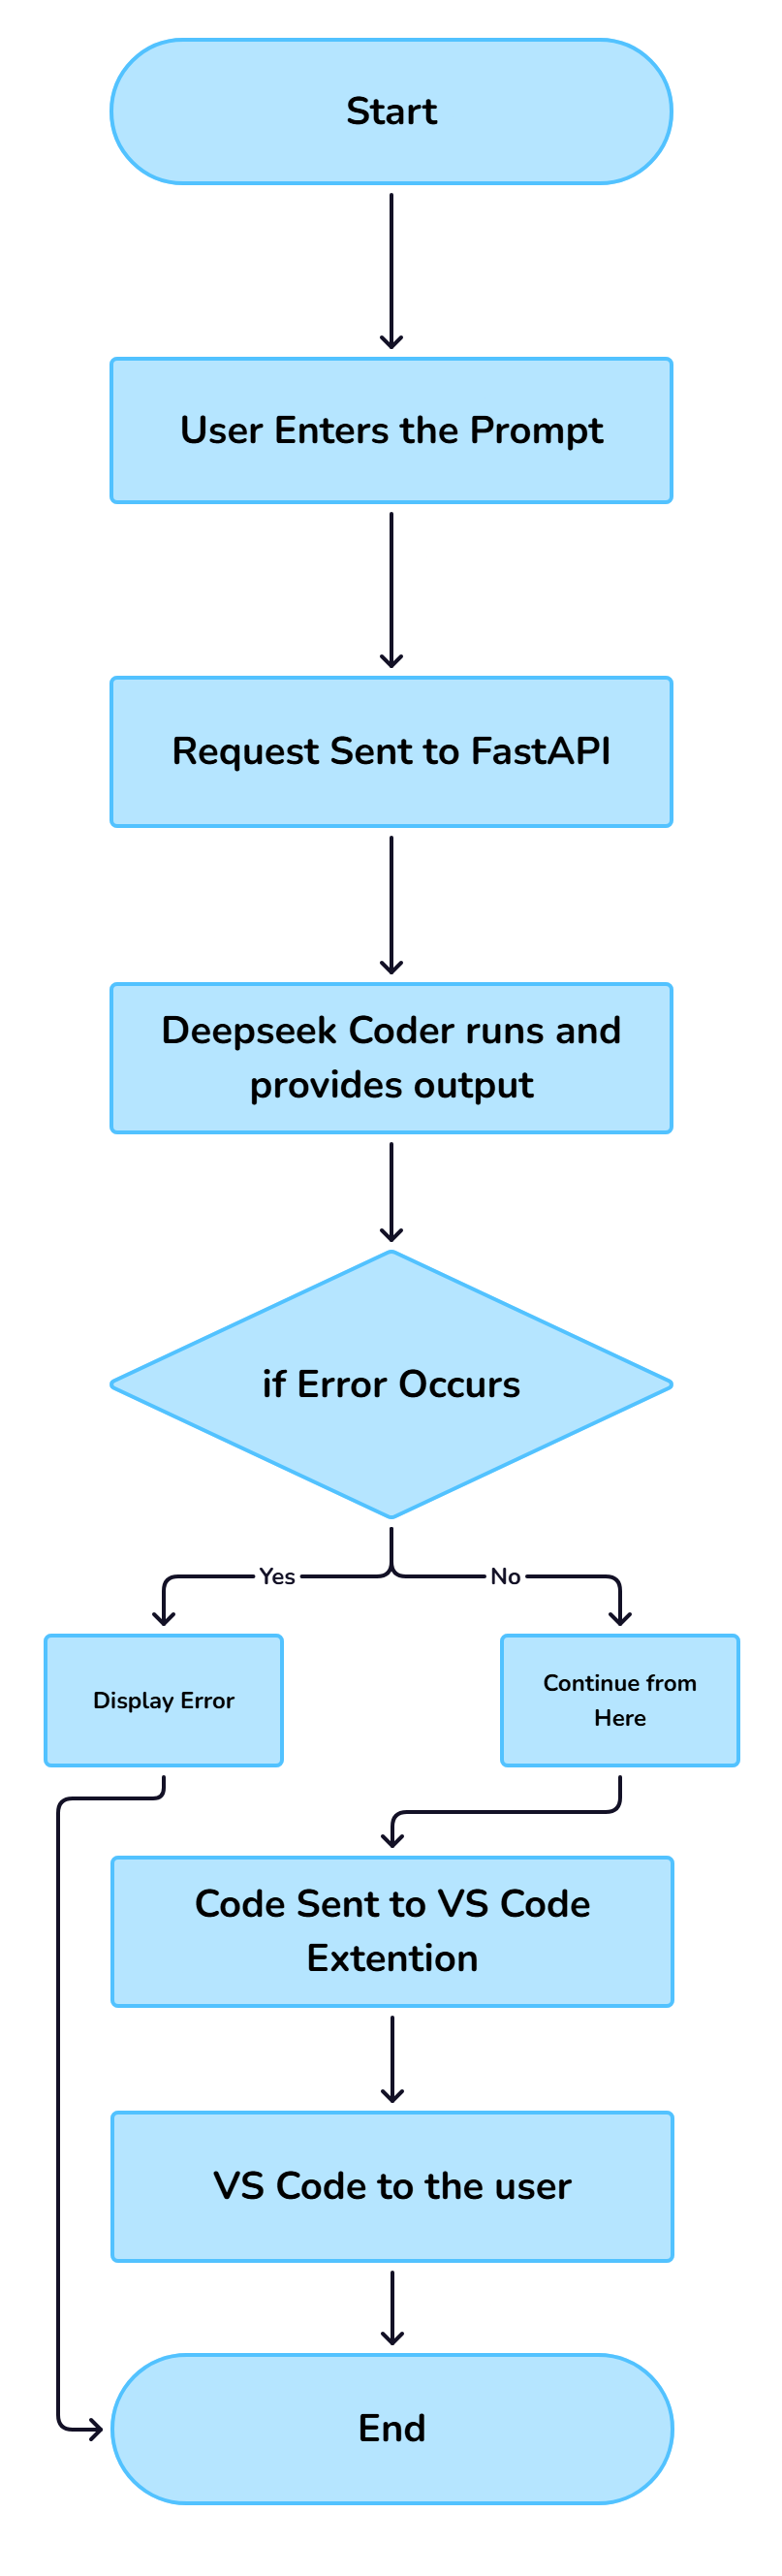 Start
User Enters the Prompt
Request Sent to FastAPI
Deepseek Coder runs and
provides output
if Error Occurs
Yes
No
Display Error
Continue from
Here
Code Sent to VS Code
Extention
VS Code to the user
End